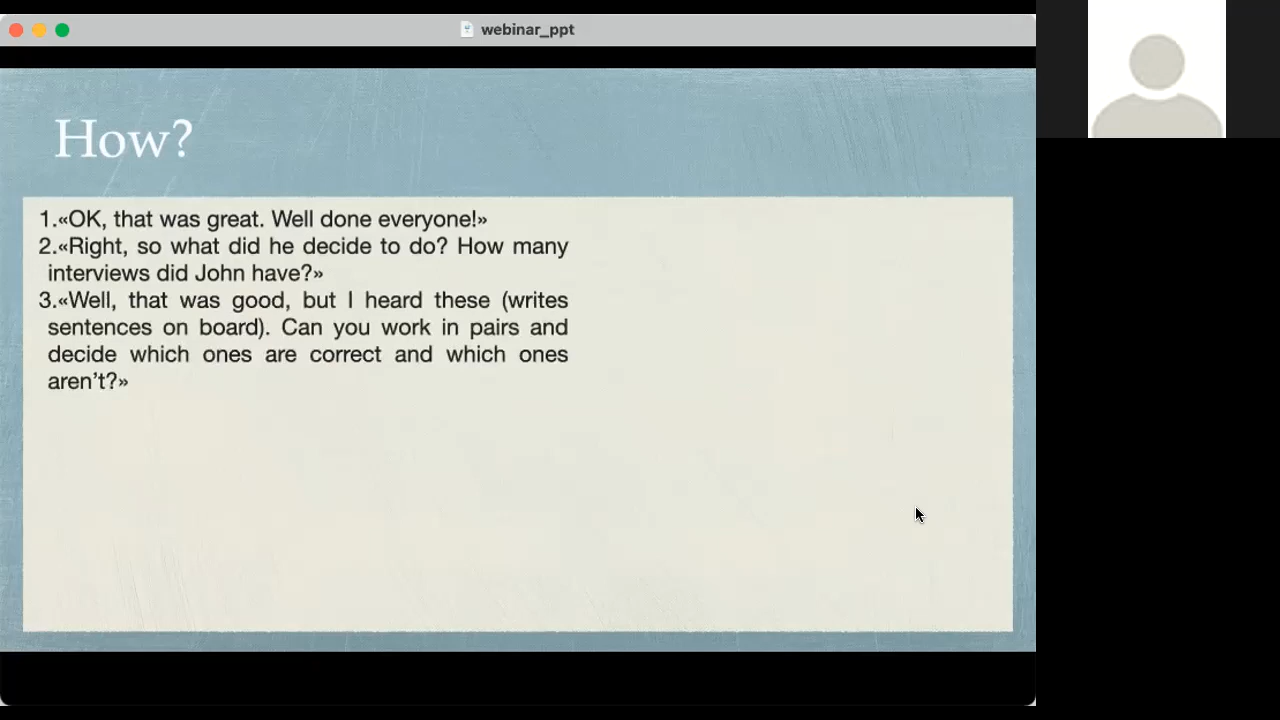 webinar_ppt
How?
1.«OK, that was great. Well done everyone!»
2.«Right, so what did he decide to do? How many
interviews did John have?»
3.«Well, that was good, but I heard these (writes
sentences on board). Can you work in pairs and
decide which ones are correct and which ones
aren’t?»